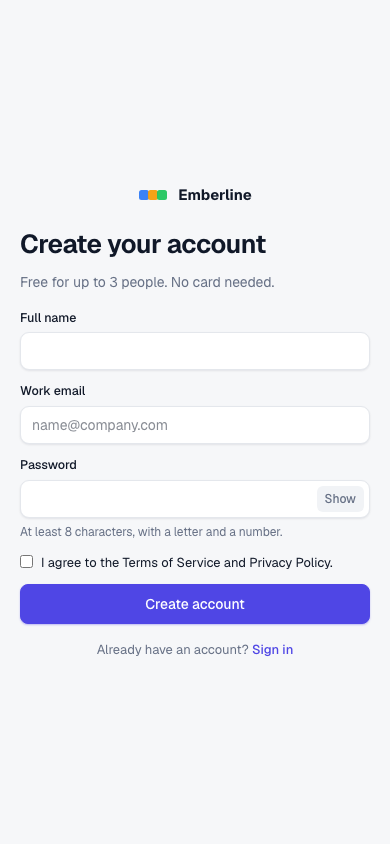 Emberline
Create your account
Free for up to 3 people. No card needed.
Full name
Work email
name@company.com
Password
Show
At least 8 characters, with a letter and a number.
I agree to the Terms of Service and Privacy Policy.
Create account
Already have an account? Sign in